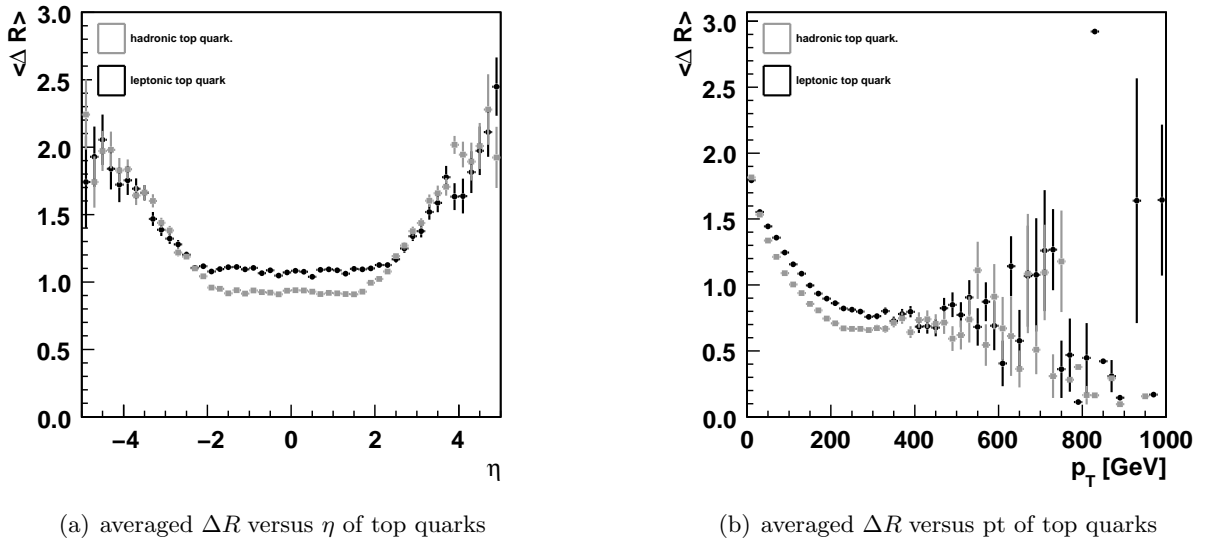 <Δ R>
3.0
2.5
2.0
1.5
1.0
0.5
0.0
hadronic top quark.
leptonic top quark
−4 −2 0 2 4
η
(a) averaged ΔR versus η of top quarks
<Δ R>
3.0
2.5
2.0
1.5
1.0
0.5
0.0
hadronic top quark.
leptonic top quark
0 200 400 600 800 1000
p_T [GeV]
(b) averaged ΔR versus pt of top quarks